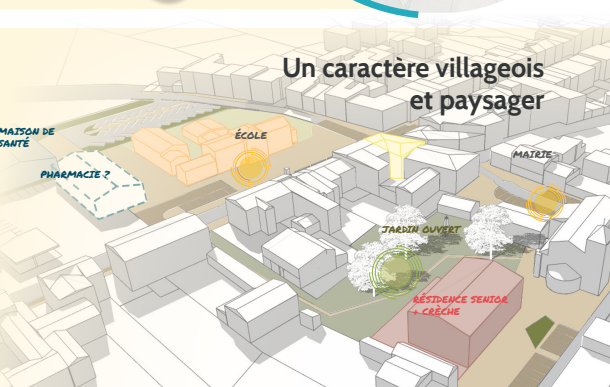 Un caractère villageois
et paysager
MAISON DE
SANTÉ
ÉCOLE
PHARMACIE ?
MAIRIE
JARDIN OUVERT
RÉSIDENCE SENIOR
+ CRÈCHE